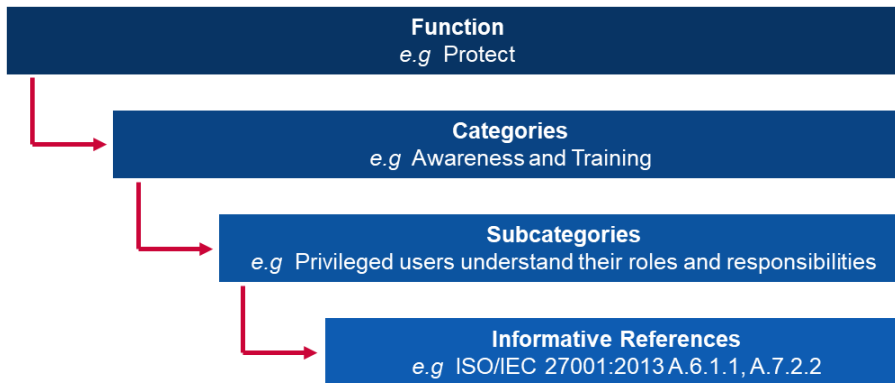 Function
e.g Protect
Categories
e.g Awareness and Training
Subcategories
e.g Privileged users understand their roles and responsibilities
Informative References
e.g ISO/IEC 27001:2013 A.6.1.1, A.7.2.2